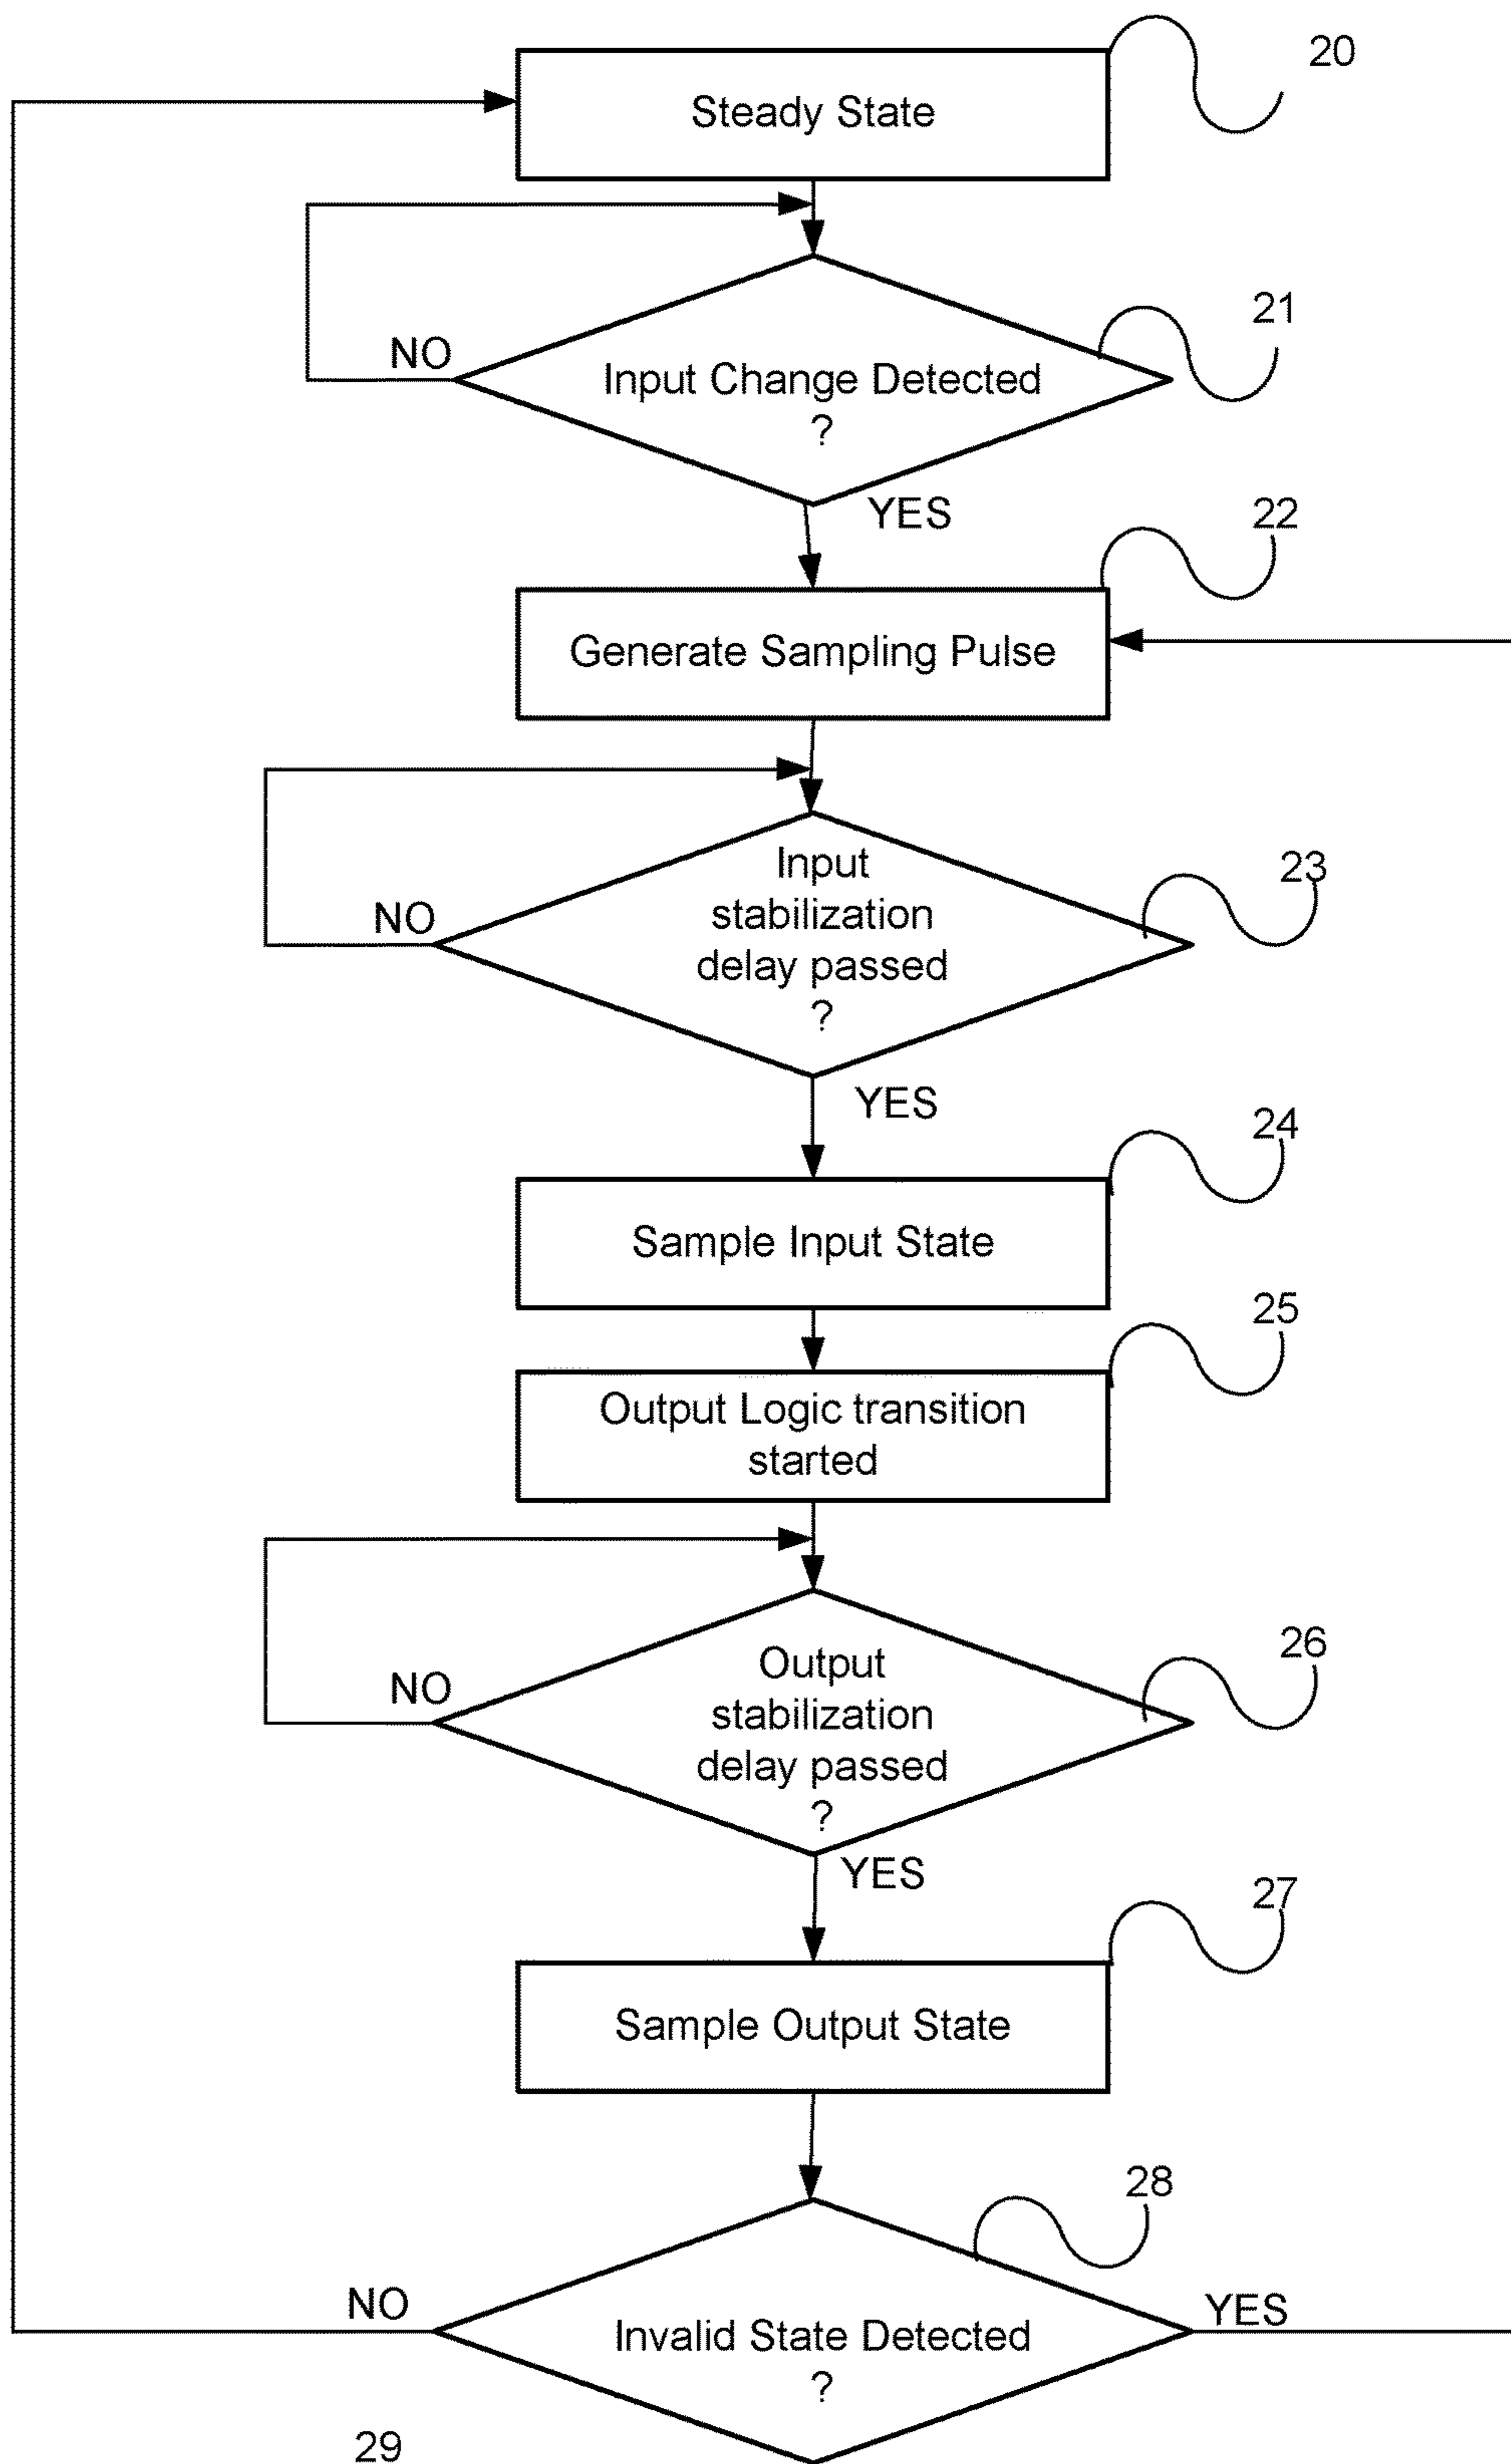 20
Steady State
21
NO
Input Change Detected
?
YES
22
Generate Sampling Pulse
23
Input
stabilization
delay passed
?
NO
YES
24
Sample Input State
25
Output Logic transition
started
26
Output
stabilization
delay passed
?
NO
YES
27
Sample Output State
28
NO
YES
Invalid State Detected
?
29